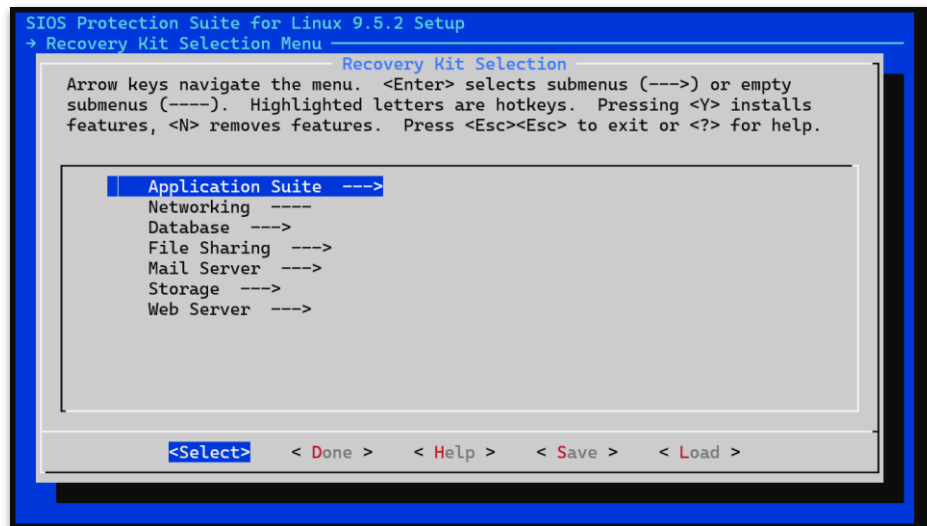 SIOS Protection Suite for Linux 9.5.2 Setup
→ Recovery Kit Selection Menu
Recovery Kit Selection
Arrow keys navigate the menu. <Enter> selects submenus (--->) or empty
submenus (----). Highlighted letters are hotkeys. Pressing <Y> installs
features, <N> removes features. Press <Esc><Esc> to exit or <?> for help.
Application Suite --->
Networking ----
Database --->
File Sharing --->
Mail Server --->
Storage --->
Web Server --->
<Select> < Done > < Help > < Save > < Load >